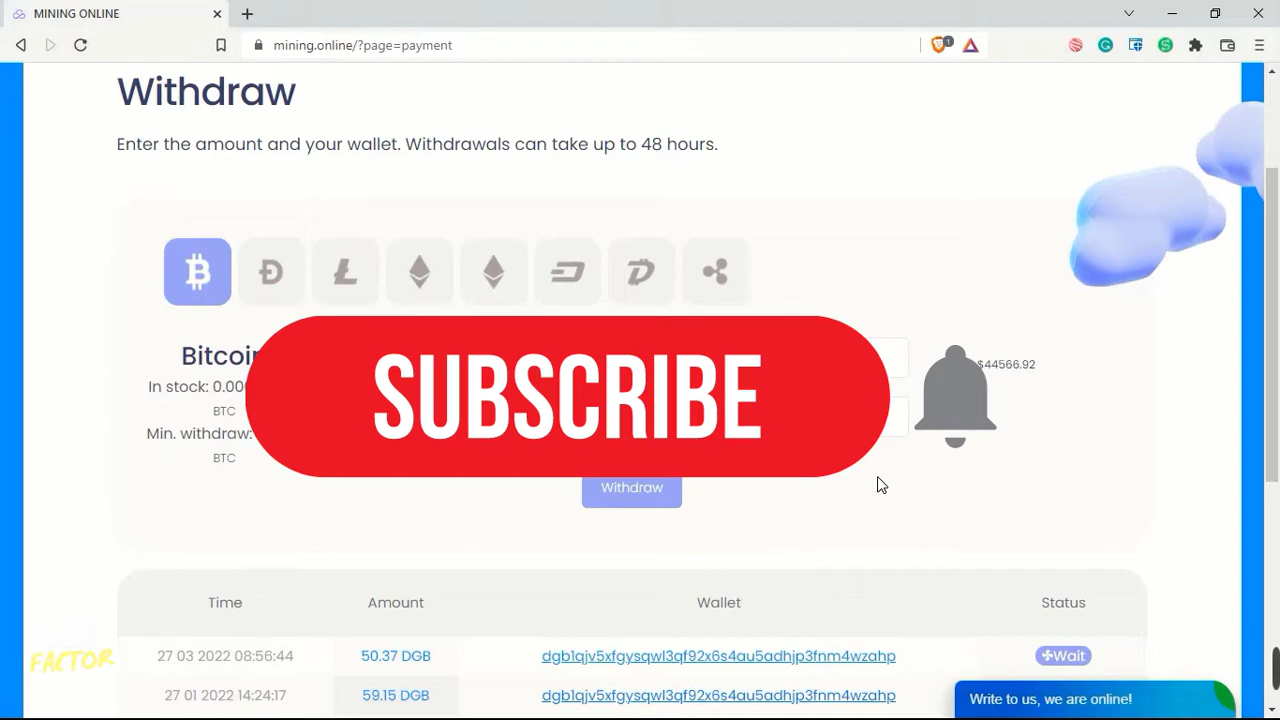 MINING ONLINE
mining.online/?page=payment
1
Withdraw
Enter the amount and your wallet. Withdrawals can take up to 48 hours.
In stock: 0.00
$44566.92
SUBSCRIBE
BTC
Min. withdraw:
BTC
Withdraw
Time Amount Wallet Status
27 03 2022 08:56:44 50.37 DGB dgb1qjv5xfgysqwl3qf92x6s4au5adhjp3fnm4wzahp Wait
27 01 2022 14:24:17 59.15 DGB dgb1qjv5xfgysqwl3qf92x6s4au5adhjp3fnm4wzahp
FACTOR
Write to us, we are online!